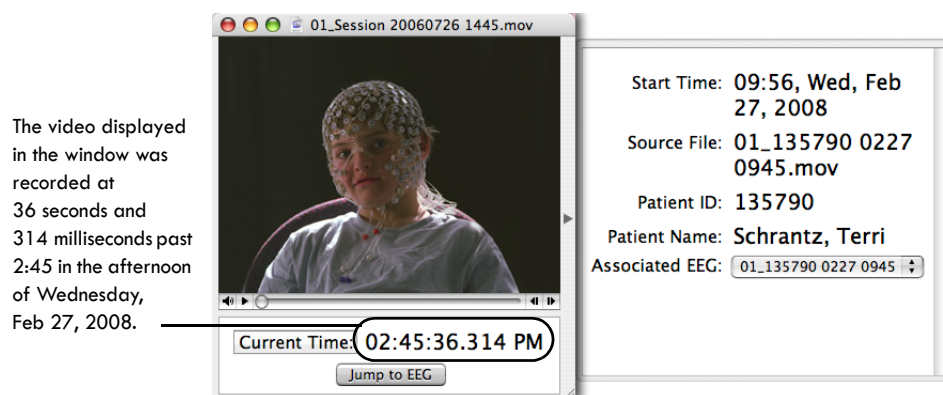 01_Session 20060726 1445.mov
The video displayed
in the window was
recorded at
36 seconds and
314 milliseconds past
2:45 in the afternoon
of Wednesday,
Feb 27, 2008.
Current Time: 02:45:36.314 PM
Jump to EEG
Start Time: 09:56, Wed, Feb
27, 2008
Source File: 01_135790 0227
0945.mov
Patient ID: 135790
Patient Name: Schrantz, Terri
Associated EEG: 01_135790 0227 0945